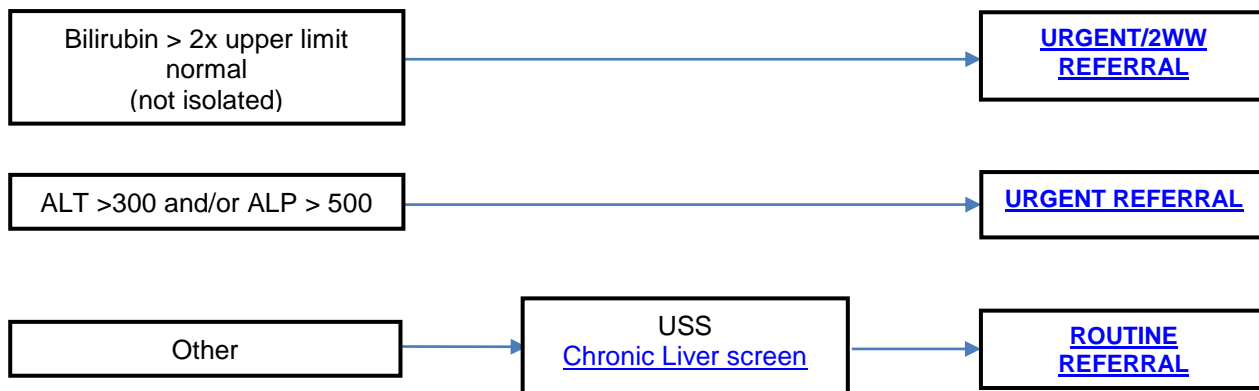 Bilirubin > 2x upper limit
normal
(not isolated)
URGENT/2WW
REFERRAL
ALT >300 and/or ALP > 500
URGENT REFERRAL
Other
USS
Chronic Liver screen
ROUTINE
REFERRAL